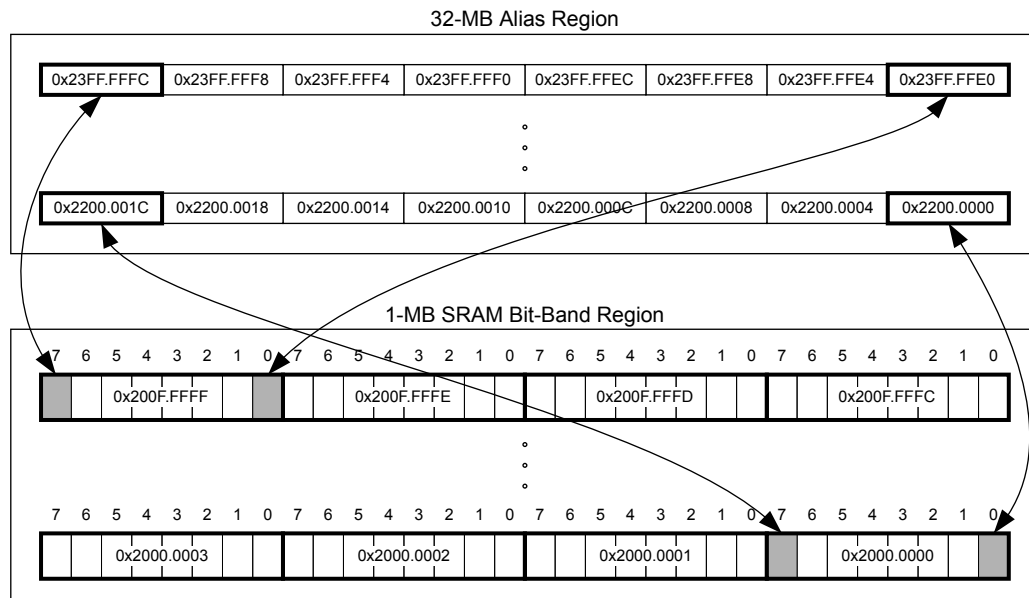 32-MB Alias Region
0x23FF.FFFC 0x23FF.FFF8 0x23FF.FFF4 0x23FF.FFF0 0x23FF.FFEC 0x23FF.FFE8 0x23FF.FFE4 0x23FF.FFE0
0x2200.001C 0x2200.0018 0x2200.0014 0x2200.0010 0x2200.000C 0x2200.0008 0x2200.0004 0x2200.0000
1-MB SRAM Bit-Band Region
7 6 5 4 3 2 1 0 7 6 5 4 3 2 1 0 7 6 5 4 3 2 1 0 7 6 5 4 3 2 1 0
0x200F.FFFF 0x200F.FFFE 0x200F.FFFD 0x200F.FFFC
7 6 5 4 3 2 1 0 7 6 5 4 3 2 1 0 7 6 5 4 3 2 1 0 7 6 5 4 3 2 1 0
0x2000.0003 0x2000.0002 0x2000.0001 0x2000.0000